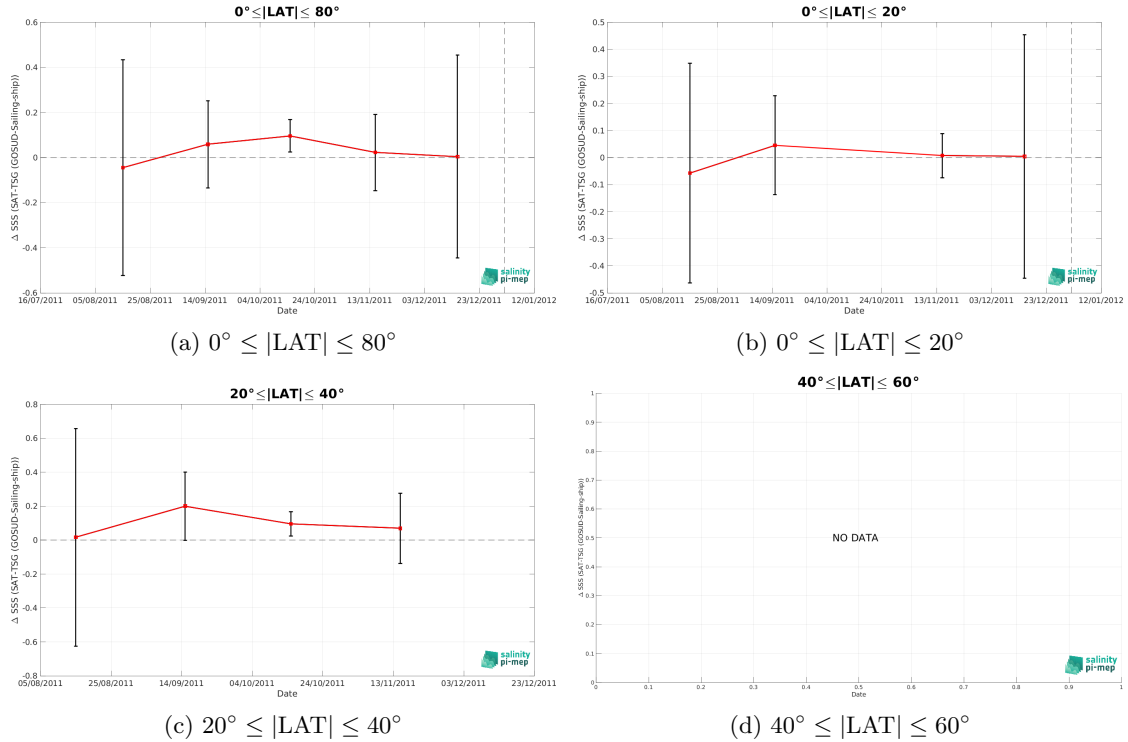 0°≤|LAT|≤ 80°
Δ SSS (SAT-TSG (GOSUD-Sailing-ship))
0.6
0.4
0.2
0
-0.2
-0.4
-0.6
16/07/2011 05/08/2011 25/08/2011 14/09/2011 04/10/2011 24/10/2011 13/11/2011 03/12/2011 23/12/2011 12/01/2012
Date
salinity
pi-mep
(a) 0° ≤ |LAT| ≤ 80°
0°≤|LAT|≤ 20°
Δ SSS (SAT-TSG (GOSUD-Sailing-ship))
0.5
0.4
0.3
0.2
0.1
0
-0.1
-0.2
-0.3
-0.4
-0.5
16/07/2011 05/08/2011 25/08/2011 14/09/2011 04/10/2011 24/10/2011 13/11/2011 03/12/2011 23/12/2011 12/01/2012
Date
salinity
pi-mep
(b) 0° ≤ |LAT| ≤ 20°
20°≤|LAT|≤ 40°
Δ SSS (SAT-TSG (GOSUD-Sailing-ship))
0.8
0.6
0.4
0.2
0
-0.2
-0.4
-0.6
-0.8
05/08/2011 25/08/2011 14/09/2011 04/10/2011 24/10/2011 13/11/2011 03/12/2011 23/12/2011
Date
salinity
pi-mep
(c) 20° ≤ |LAT| ≤ 40°
40°≤|LAT|≤ 60°
Δ SSS (SAT-TSG (GOSUD-Sailing-ship))
1
0.9
0.8
0.7
0.6
0.5
0.4
0.3
0.2
0.1
0
NO DATA
0 0.1 0.2 0.3 0.4 0.5 0.6 0.7 0.8 0.9 1
Date
salinity
pi-mep
(d) 40° ≤ |LAT| ≤ 60°